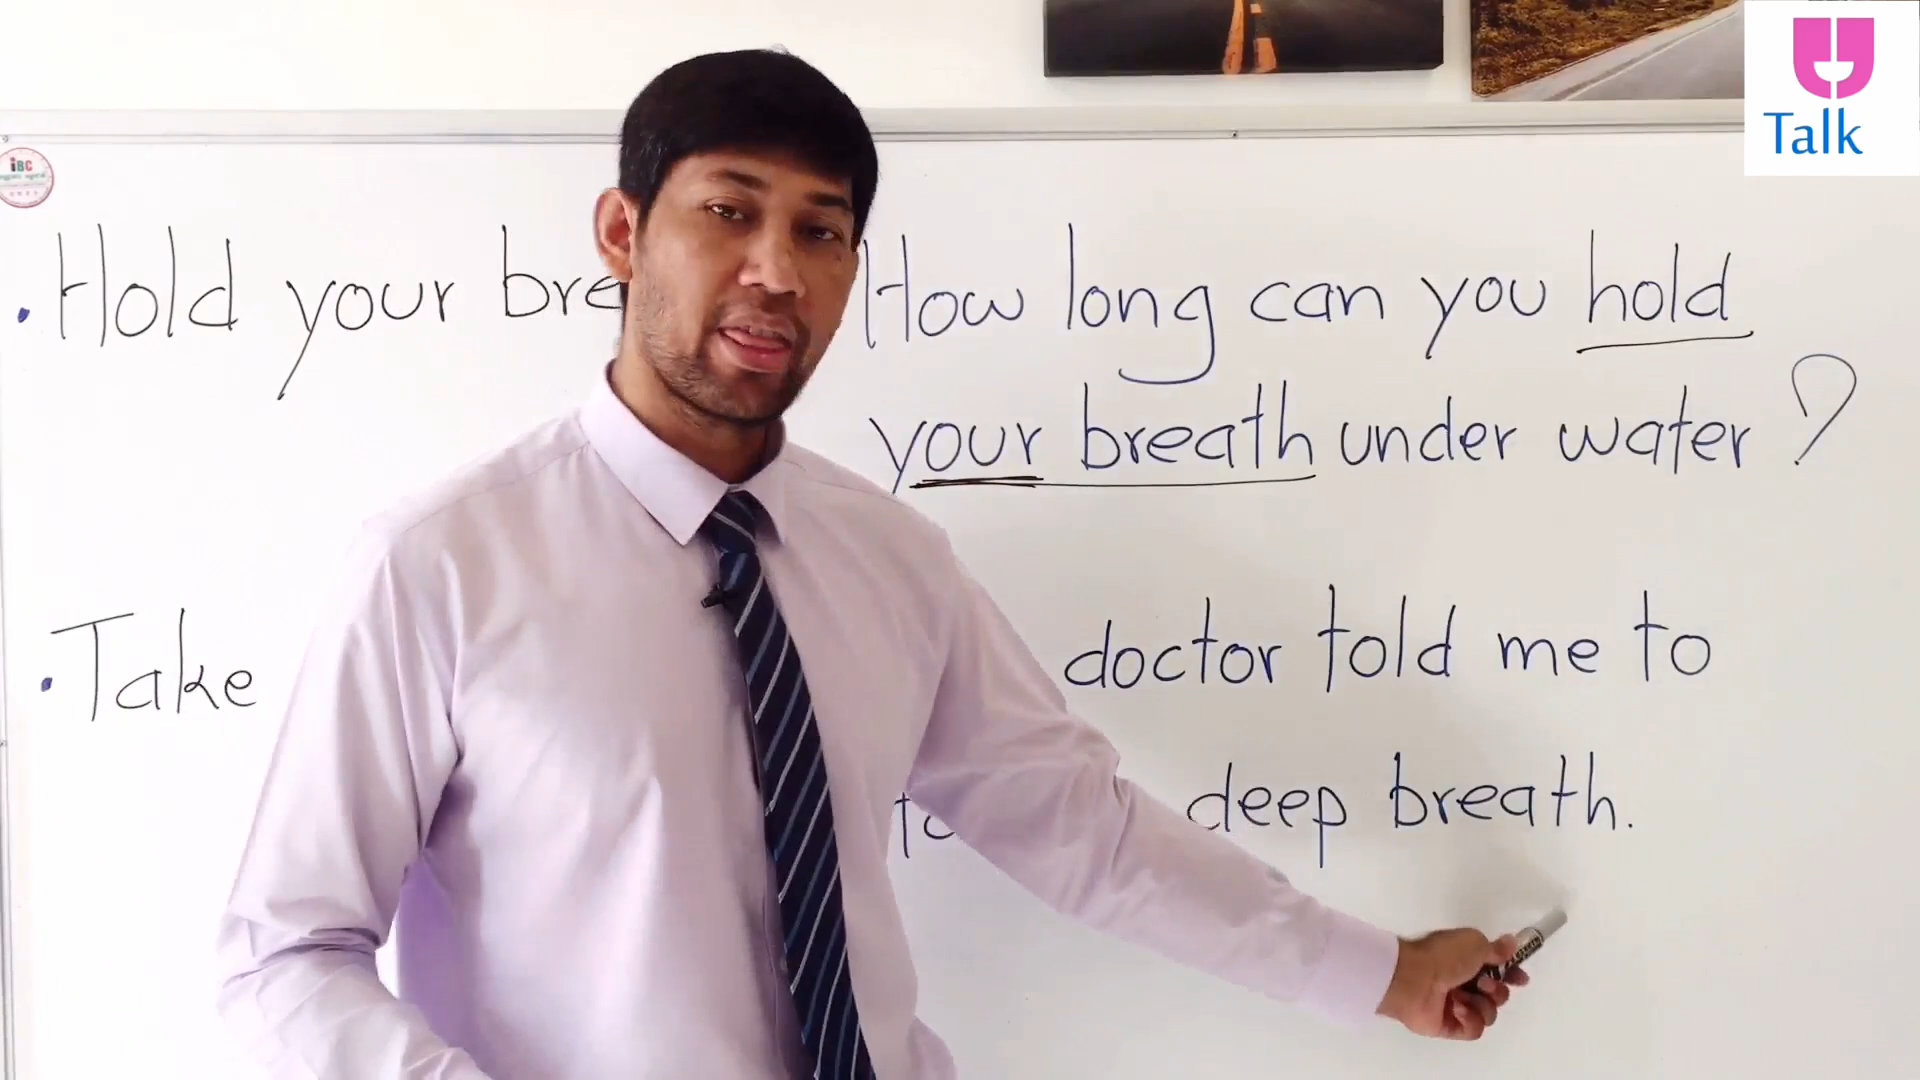 Talk
iBC
. Hold your How long can you hold
your breath under water ?
. Take doctor told me to
deep breath.